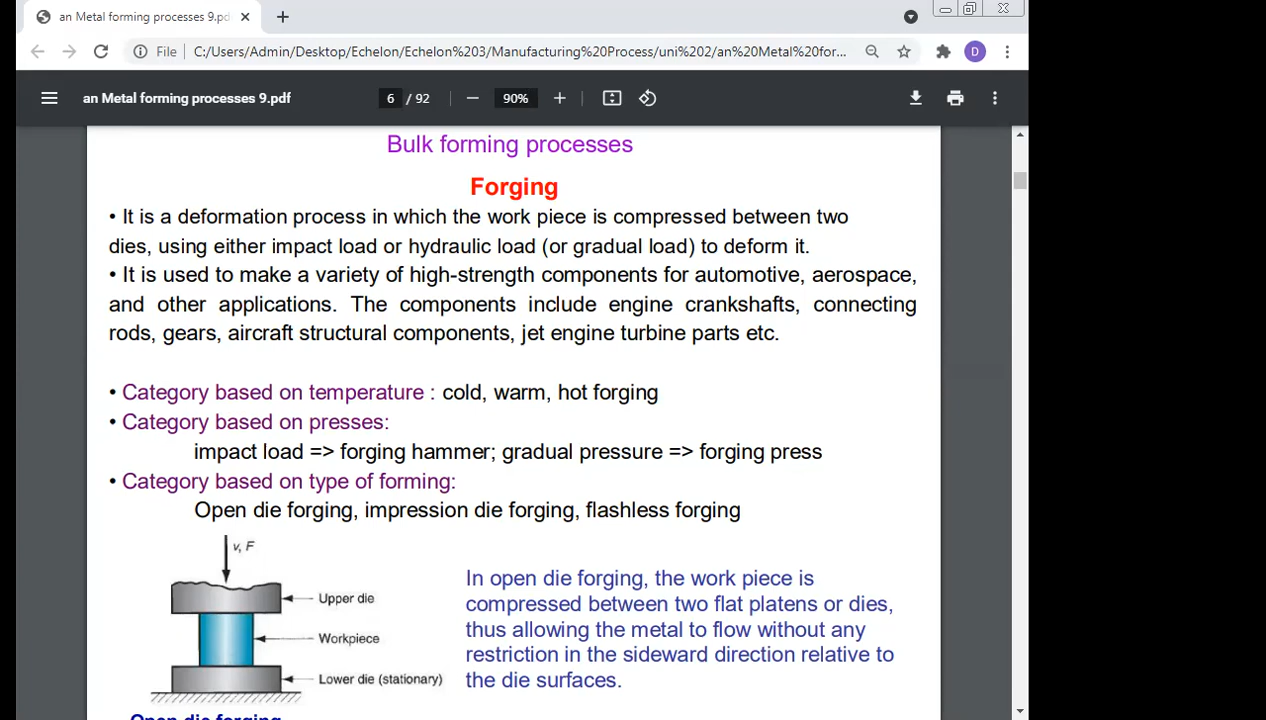 an Metal forming processes 9.pd
File
C:/Users/Admin/Desktop/Echelon/Echelon%203/Manufacturing%20Process/uni%202/an%20Metal%20for...
D
an Metal forming processes 9.pdf
6 / 92
90%
Bulk forming processes
Forging
• It is a deformation process in which the work piece is compressed between two
dies, using either impact load or hydraulic load (or gradual load) to deform it.
• It is used to make a variety of high-strength components for automotive, aerospace,
and other applications. The components include engine crankshafts, connecting
rods, gears, aircraft structural components, jet engine turbine parts etc.
• Category based on temperature : cold, warm, hot forging
• Category based on presses:
impact load => forging hammer; gradual pressure => forging press
• Category based on type of forming:
Open die forging, impression die forging, flashless forging
v, F
Upper die
Workpiece
Lower die (stationary)
In open die forging, the work piece is
compressed between two flat platens or dies,
thus allowing the metal to flow without any
restriction in the sideward direction relative to
the die surfaces.
Open die forging